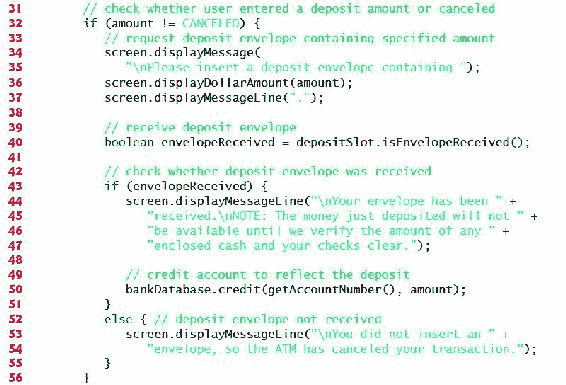 31 // check whether user entered a deposit amount or canceled
32 if (amount != CANCELED) {
33 // request deposit envelope containing specified amount
34 screen.displayMessage(
35 "\nPlease insert a deposit envelope containing ");
36 screen.displayDollarAmount(amount);
37 screen.displayMessageLine(".");
38
39 // receive deposit envelope
40 boolean envelopeReceived = depositSlot.isEnvelopeReceived();
41
42 // check whether deposit envelope was received
43 if (envelopeReceived) {
44 screen.displayMessageLine("\nYour envelope has been " +
45 "received.\nNOTE: The money just deposited will not " +
46 "be available until we verify the amount of any " +
47 "enclosed cash and your checks clear.");
48
49 // credit account to reflect the deposit
50 bankDatabase.credit(getAccountNumber(), amount);
51 }
52 else { // deposit envelope not received
53 screen.displayMessageLine("\nYou did not insert an " +
54 "envelope, so the ATM has canceled your transaction.");
55 }
56 }